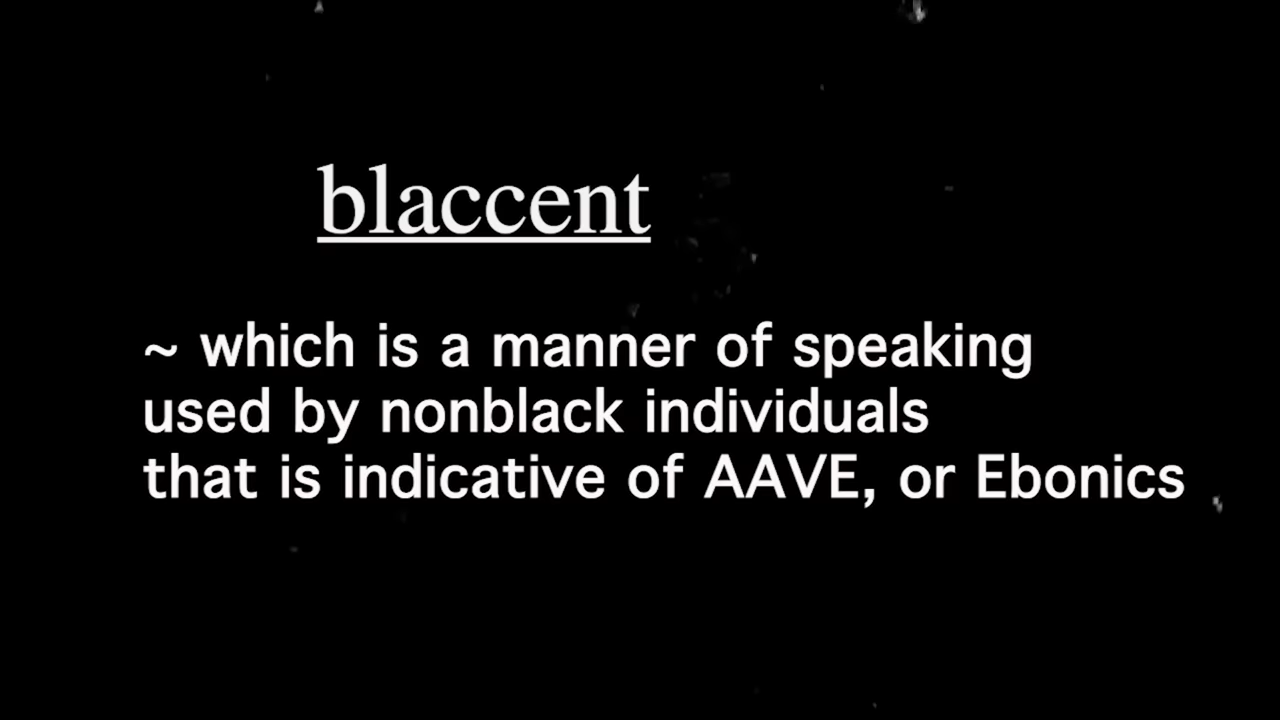 blaccent
~ which is a manner of speaking
used by nonblack individuals
that is indicative of AAVE, or Ebonics